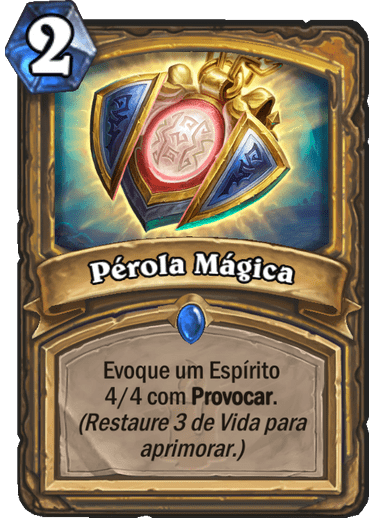 2
Pérola Mágica
Evoque um Espírito
4/4 com Provocar.
(Restaure 3 de Vida para
aprimorar.)